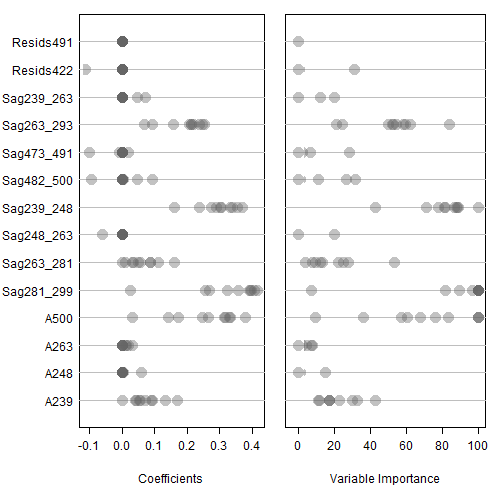 Resids491
Resids422
Sag239_263
Sag263_293
Sag473_491
Sag482_500
Sag239_248
Sag248_263
Sag263_281
Sag281_299
A500
A263
A248
A239
-0.1 0.0 0.1 0.2 0.3 0.4
0 20 40 60 80 100
Coefficients
Variable Importance